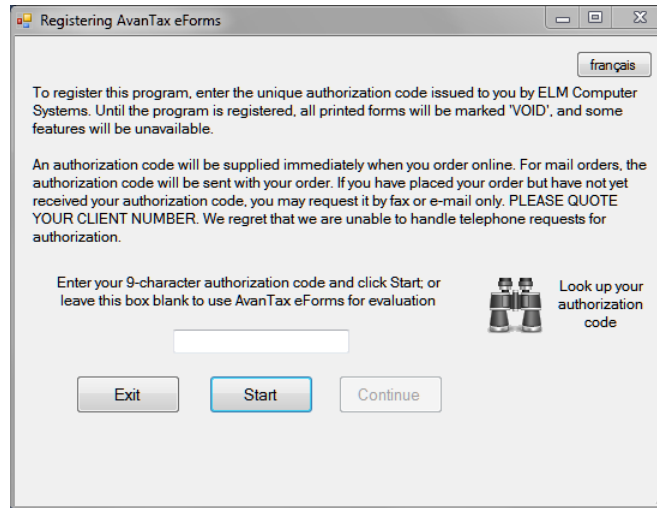 Registering AvanTax eForms
français
To register this program, enter the unique authorization code issued to you by ELM Computer
Systems. Until the program is registered, all printed forms will be marked 'VOID', and some
features will be unavailable.
An authorization code will be supplied immediately when you order online. For mail orders, the
authorization code will be sent with your order. If you have placed your order but have not yet
received your authorization code, you may request it by fax or e-mail only. PLEASE QUOTE
YOUR CLIENT NUMBER. We regret that we are unable to handle telephone requests for
authorization.
Enter your 9-character authorization code and click Start; or
leave this box blank to use AvanTax eForms for evaluation
Look up your
authorization
code
Exit
Start
Continue